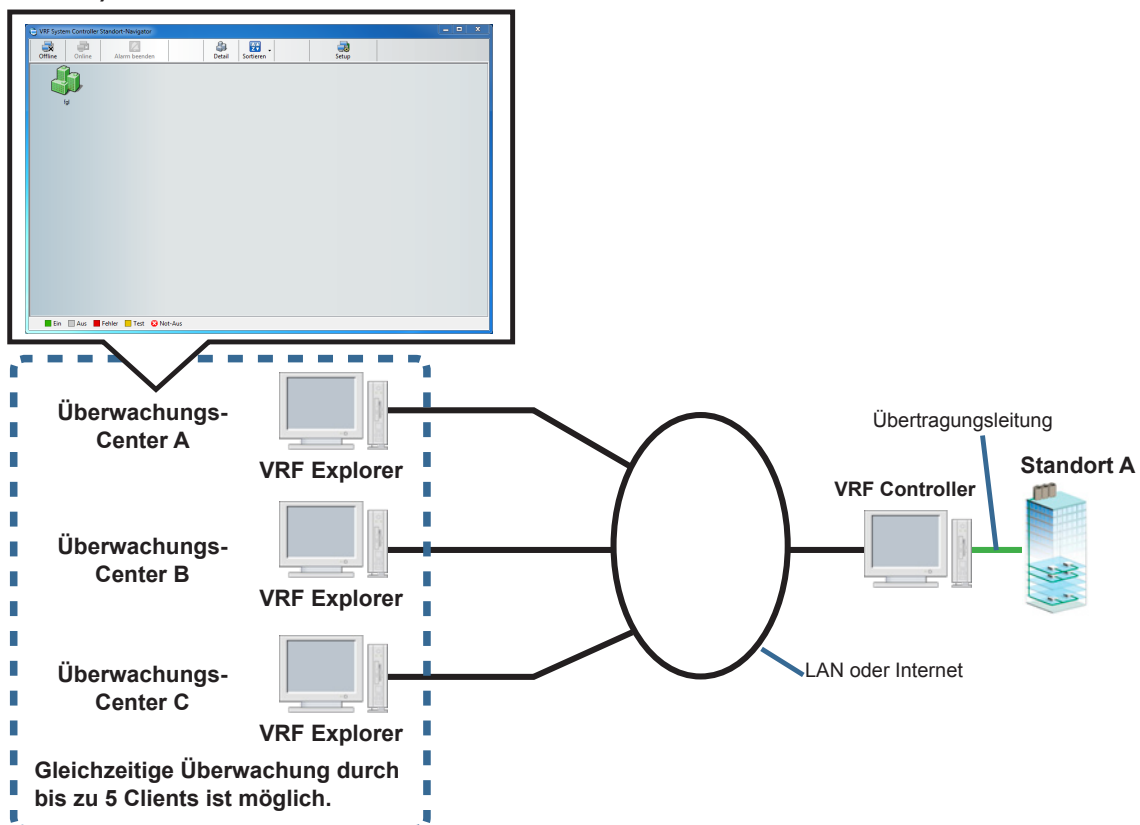 VRF System Controller Standort-Navigator
Offline Online Alarm beenden Detail Sortieren Setup
Ein Aus Fehler Test Not-Aus
Überwachungs-
Center A
VRF Explorer
Überwachungs-
Center B
VRF Explorer
Überwachungs-
Center C
VRF Explorer
Gleichzeitige Überwachung durch
bis zu 5 Clients ist möglich.
Übertragungsleitung
Standort A
VRF Controller
LAN oder Internet